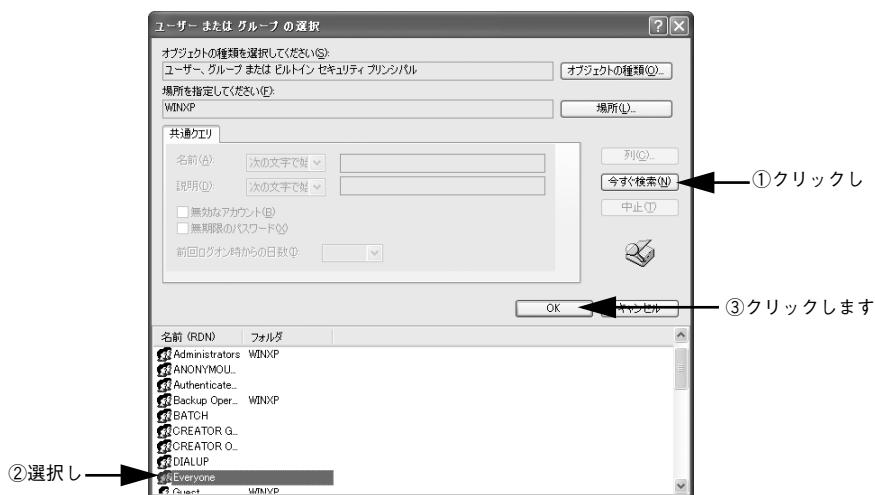 ユーザー または グループ の選択
オブジェクトの種類を選択してください(S):
ユーザー、グループ または ビルトイン セキュリティ プリンシパル
オブジェクトの種類(O)...
場所を指定してください(F):
WINXP
場所(L)...
共通クエリ
名前(A):
次の文字で始
列(C)...
説明(D):
次の文字で始
今すぐ検索(N)
①クリックし
無効なアカウント(B)
中止(T)
無期限のパスワード(X)
前回ログオン時からの日数(I):
OK
キャンセル
③クリックします
名前 (RDN) フォルダ
Administrators WINXP
ANONYMOU...
Authenticate...
Backup Oper... WINXP
BATCH
CREATOR G...
CREATOR O...
DIALUP
②選択し
Everyone
Guest WINXP